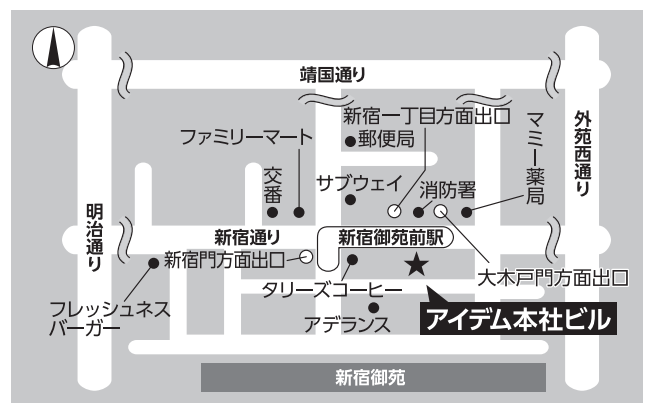 靖国通り
新宿一丁目方面出口
ファミリーマート
郵便局
マミー薬局
外苑西通り
交番
サブウェイ
消防署
明治通り
新宿通り
新宿御苑前駅
新宿門方面出口
大木戸門方面出口
タリーズコーヒー
フレッシュネス
バーガー
アデランス
アイデム本社ビル
新宿御苑